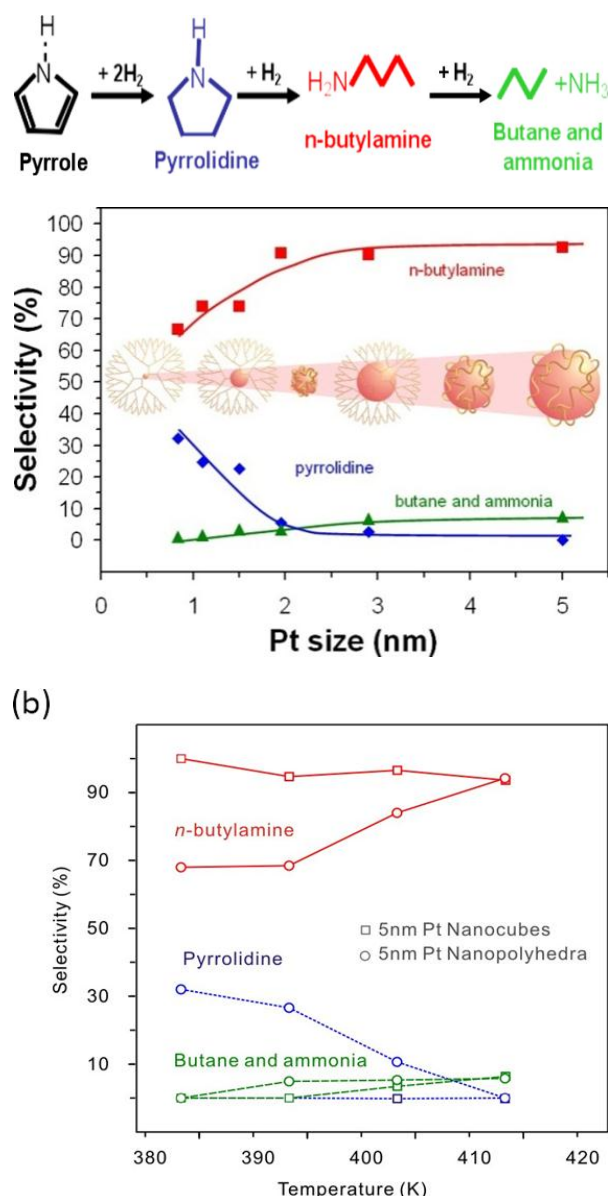 H
N
+ 2H₂
Pyrrole
H
N
+ H₂
Pyrrolidine
H₂N
+ H₂
n-butylamine
+NH₃
Butane and
ammonia
Selectivity (%)
100
90
80
70
60
50
40
30
20
10
0
n-butylamine
pyrrolidine
butane and ammonia
0
1
2
3
4
5
Pt size (nm)
(b)
Selectivity (%)
90
70
50
30
10
n-butylamine
5nm Pt Nanocubes
5nm Pt Nanopolyhedra
Pyrrolidine
Butane and ammonia
380
390
400
410
420
Temperature (K)